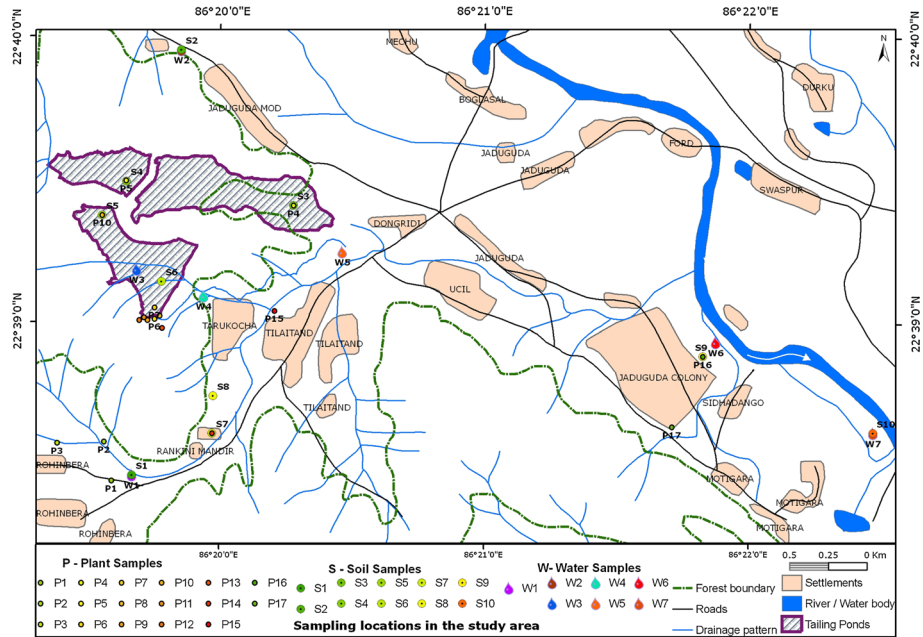 86°20'0"E 86°21'0"E 86°22'0"E
22°40'0"N 22°40'0"N
S2
W2
N
MECHU
JADUGUDA MOD
BOGLASAL
DURKU
JADUGUDA
FORD
JADUGUDA
S4
P5
SWASPUR
S3
P4
S5
P10
DONGRIDI
W5
JADUGUDA
W3
S6
UCIL
W4
22°39'0"N 22°39'0"N
P6
TARUKOCHA
P15
TILAITAND
TILAITAND
S9
W6
P16
JADUGUDA COLONY
S8
SIDHADANGO
TILAITAND
S7
P17
S10
W7
P3
P2
RANKINI MANDIR
ROHINBERA
S1
W1
P1
MOTIGARA
MOTIGARA
ROHINBERA
ROHINBERA
MOTIGARA
86°20'0"E 86°21'0"E 86°22'0"E
P - Plant Samples
P1 P4 P7 P10 P13 P16
P2 P5 P8 P11 P14 P17
P3 P6 P9 P12 P15
S - Soil Samples
S1 S3 S5 S7 S9
S2 S4 S6 S8 S10
W- Water Samples
W1 W2 W4 W6
W3 W5 W7
Sampling locations in the study area
0.5 0.25 0 Km
Forest boundary
Roads
Drainage pattern
Settlements
River / Water body
Tailing Ponds